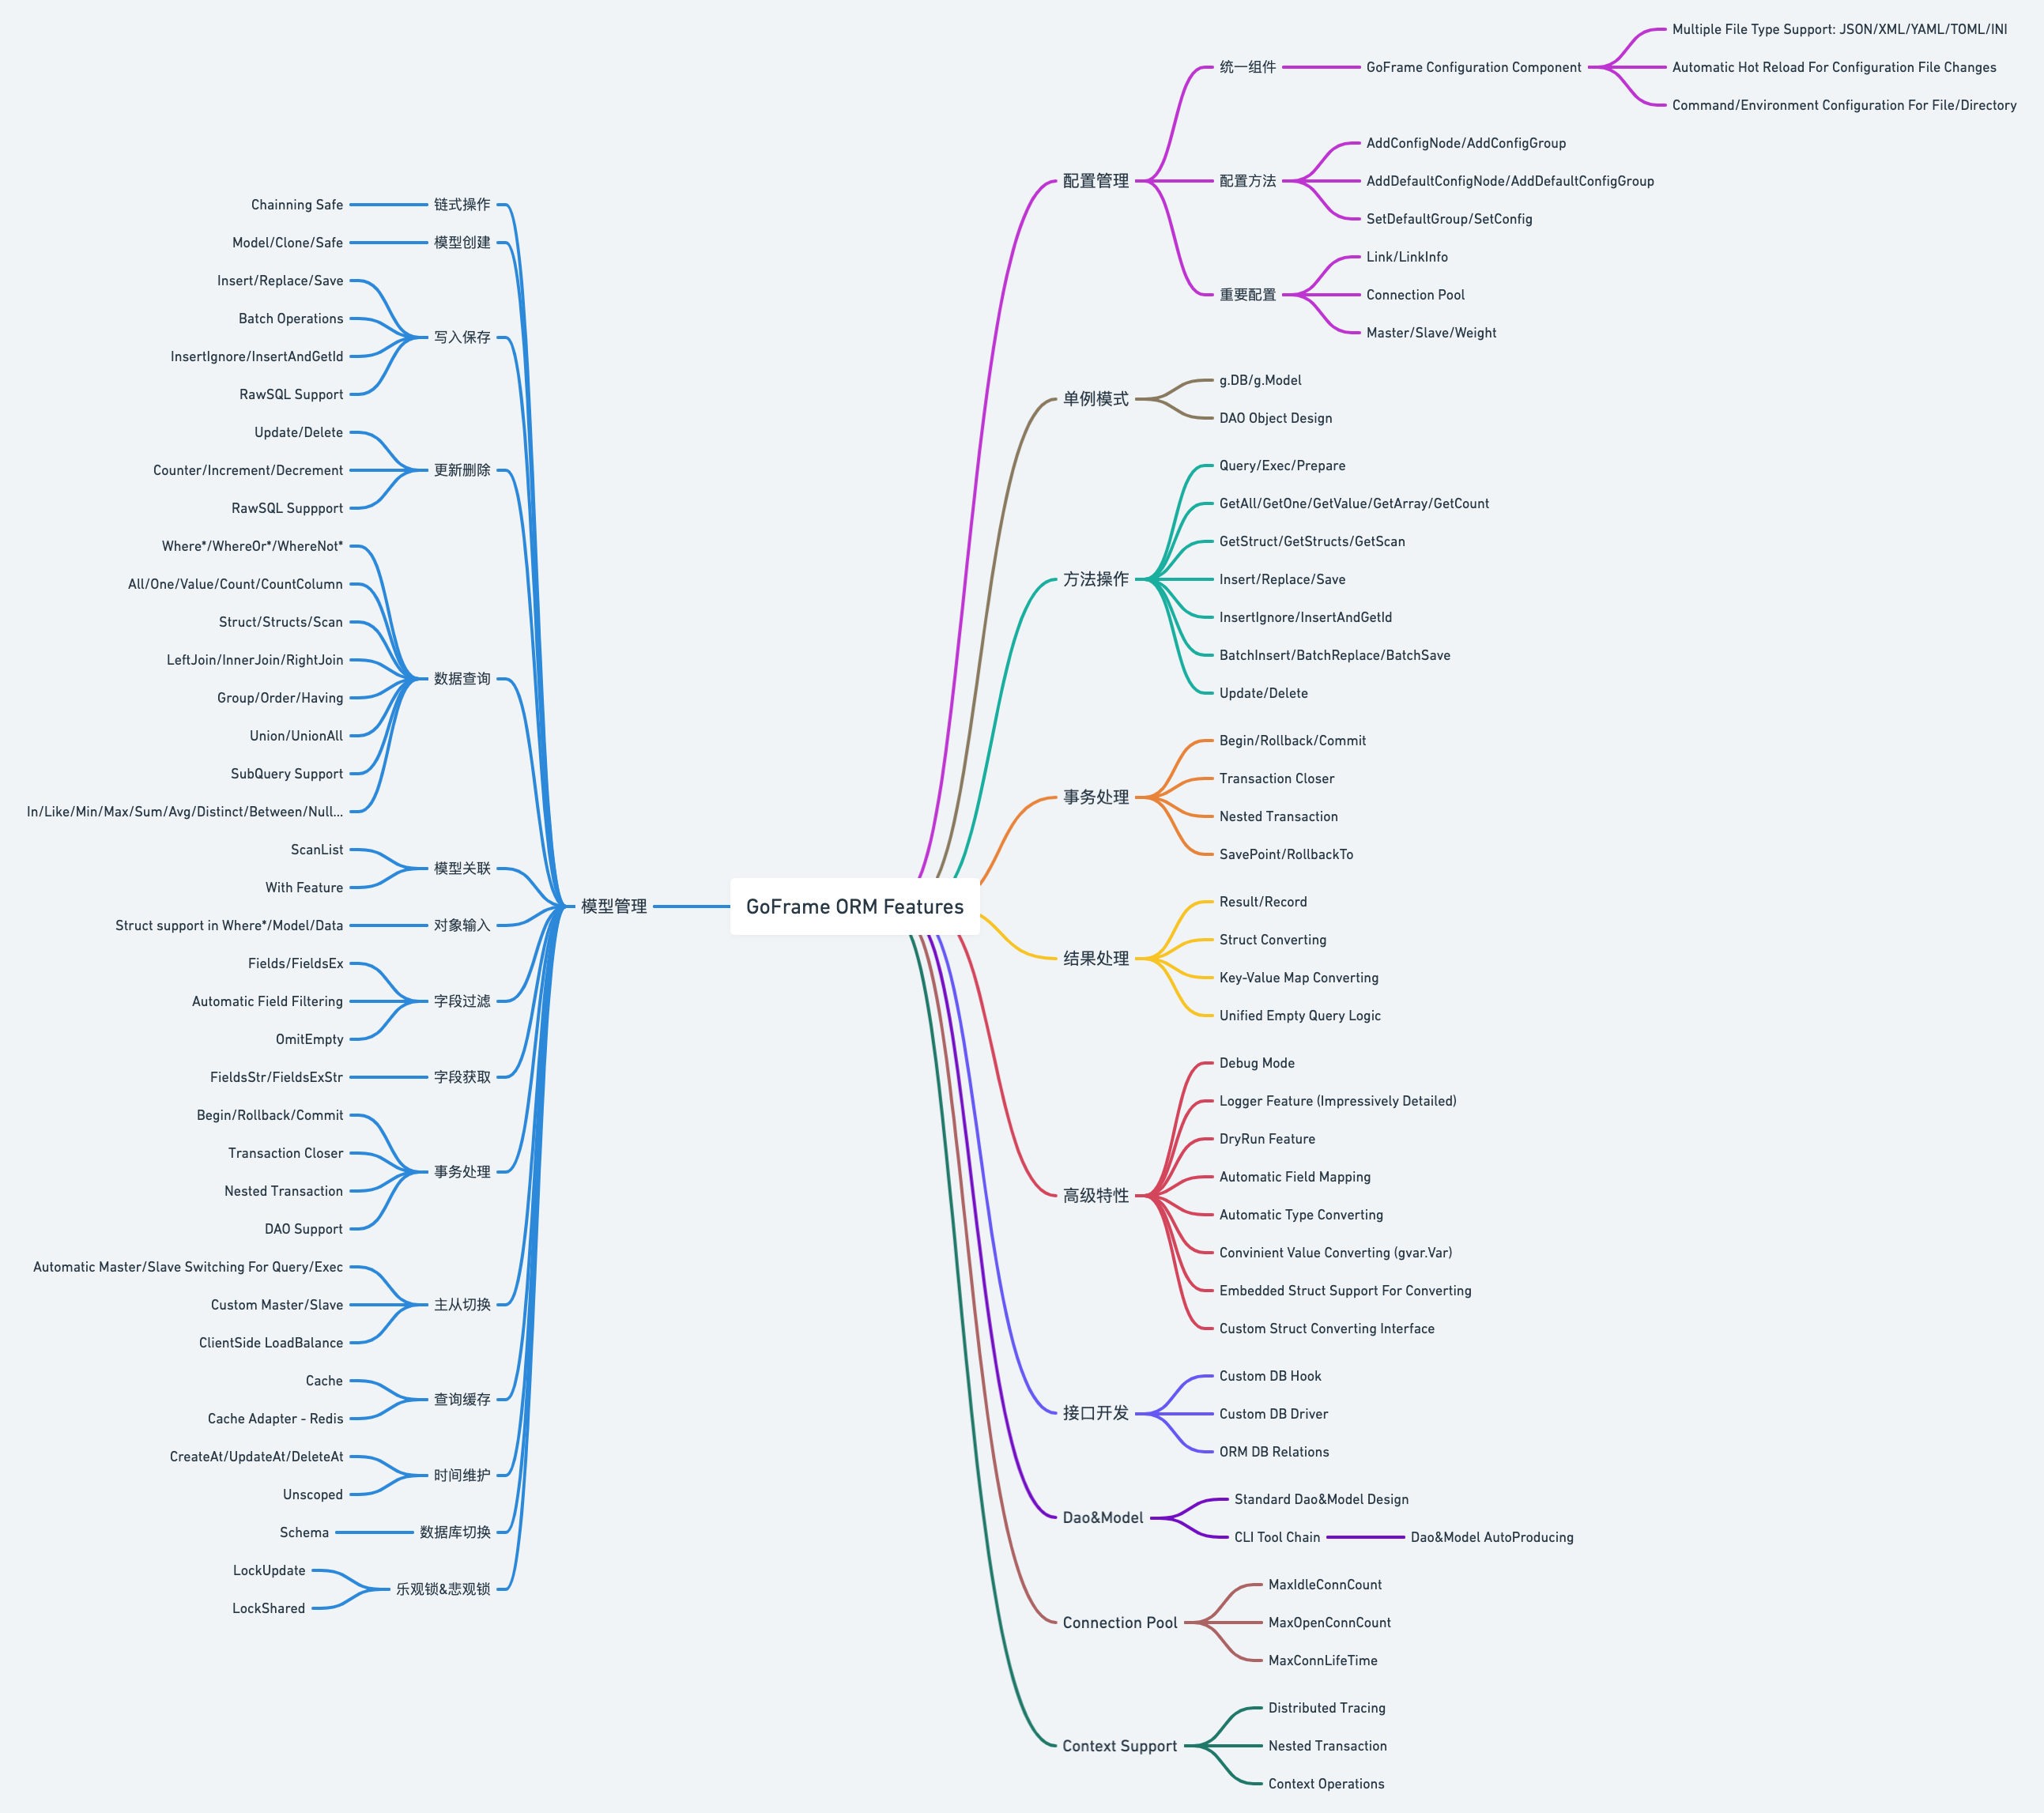 GoFrame ORM Features
模型管理
链式操作
Chainning Safe
模型创建
Model/Clone/Safe
写入保存
Insert/Replace/Save
Batch Operations
InsertIgnore/InsertAndGetId
RawSQL Support
更新删除
Update/Delete
Counter/Increment/Decrement
RawSQL Suppport
数据查询
Where*/WhereOr*/WhereNot*
All/One/Value/Count/CountColumn
Struct/Structs/Scan
LeftJoin/InnerJoin/RightJoin
Group/Order/Having
Union/UnionAll
SubQuery Support
In/Like/Min/Max/Sum/Avg/Distinct/Between/Null...
模型关联
ScanList
With Feature
对象输入
Struct support in Where*/Model/Data
字段过滤
Fields/FieldsEx
Automatic Field Filtering
OmitEmpty
字段获取
FieldsStr/FieldsExStr
事务处理
Begin/Rollback/Commit
Transaction Closer
Nested Transaction
DAO Support
主从切换
Automatic Master/Slave Switching For Query/Exec
Custom Master/Slave
ClientSide LoadBalance
查询缓存
Cache
Cache Adapter - Redis
时间维护
CreateAt/UpdateAt/DeleteAt
Unscoped
数据库切换
Schema
乐观锁&悲观锁
LockUpdate
LockShared
配置管理
统一组件
GoFrame Configuration Component
Multiple File Type Support: JSON/XML/YAML/TOML/INI
Automatic Hot Reload For Configuration File Changes
Command/Environment Configuration For File/Directory
配置方法
AddConfigNode/AddConfigGroup
AddDefaultConfigNode/AddDefaultConfigGroup
SetDefaultGroup/SetConfig
重要配置
Link/LinkInfo
Connection Pool
Master/Slave/Weight
单例模式
g.DB/g.Model
DAO Object Design
方法操作
Query/Exec/Prepare
GetAll/GetOne/GetValue/GetArray/GetCount
GetStruct/GetStructs/GetScan
Insert/Replace/Save
InsertIgnore/InsertAndGetId
BatchInsert/BatchReplace/BatchSave
Update/Delete
事务处理
Begin/Rollback/Commit
Transaction Closer
Nested Transaction
SavePoint/RollbackTo
结果处理
Result/Record
Struct Converting
Key-Value Map Converting
Unified Empty Query Logic
高级特性
Debug Mode
Logger Feature (Impressively Detailed)
DryRun Feature
Automatic Field Mapping
Automatic Type Converting
Convinient Value Converting (gvar.Var)
Embedded Struct Support For Converting
Custom Struct Converting Interface
接口开发
Custom DB Hook
Custom DB Driver
ORM DB Relations
Dao&Model
Standard Dao&Model Design
CLI Tool Chain
Dao&Model AutoProducing
Connection Pool
MaxIdleConnCount
MaxOpenConnCount
MaxConnLifeTime
Context Support
Distributed Tracing
Nested Transaction
Context Operations